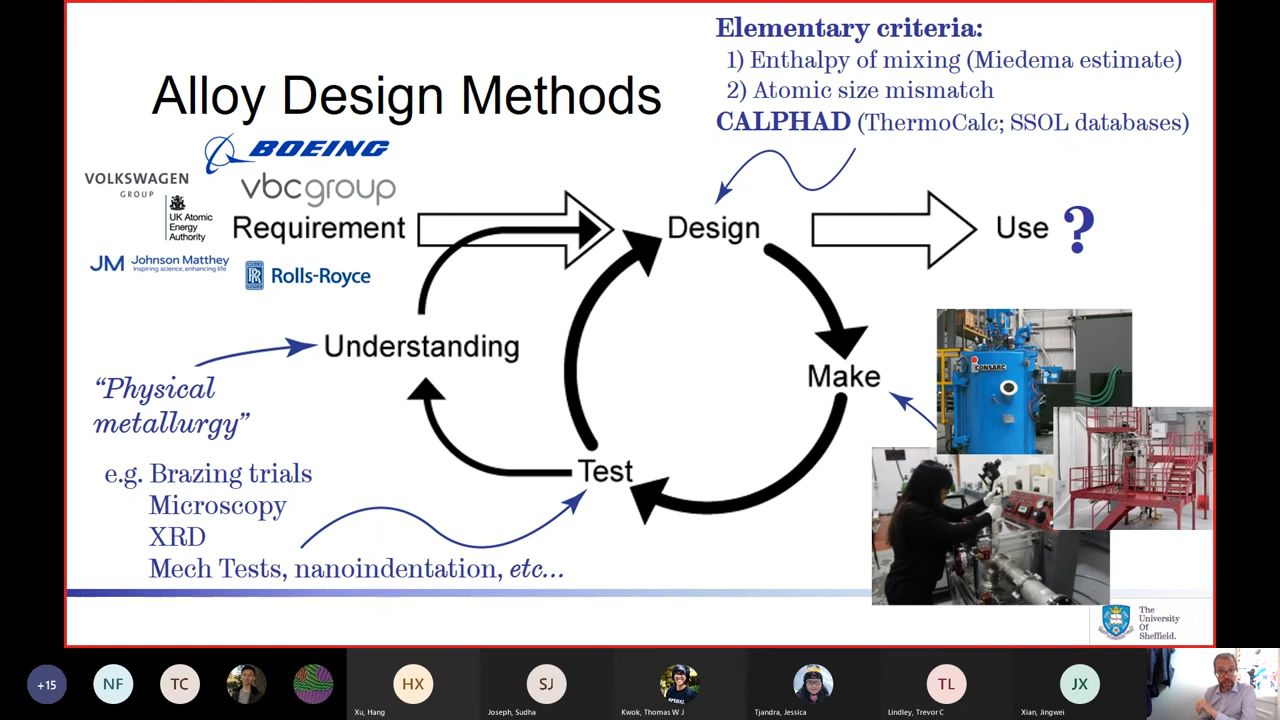 Elementary criteria:
1) Enthalpy of mixing (Miedema estimate)
2) Atomic size mismatch
CALPHAD (ThermoCalc; SSOL databases)
Alloy Design Methods
BOEING
VOLKSWAGEN
GROUP
vbcgroup
UK Atomic
Energy
Authority
JM Johnson Matthey
Inspiring science, enhancing life
Rolls-Royce
Requirement
Design
Use ?
Understanding
Make
Test
CONSARC
"Physical
metallurgy"
e.g. Brazing trials
Microscopy
XRD
Mech Tests, nanoindentation, etc...
The
University
Of
Sheffield.
+15
NF
TC
HX
Xu, Hang
SJ
Joseph, Sudha
Kwok, Thomas W J
Tjandra, Jessica
TL
Lindley, Trevor C
JX
Xian, Jingwei